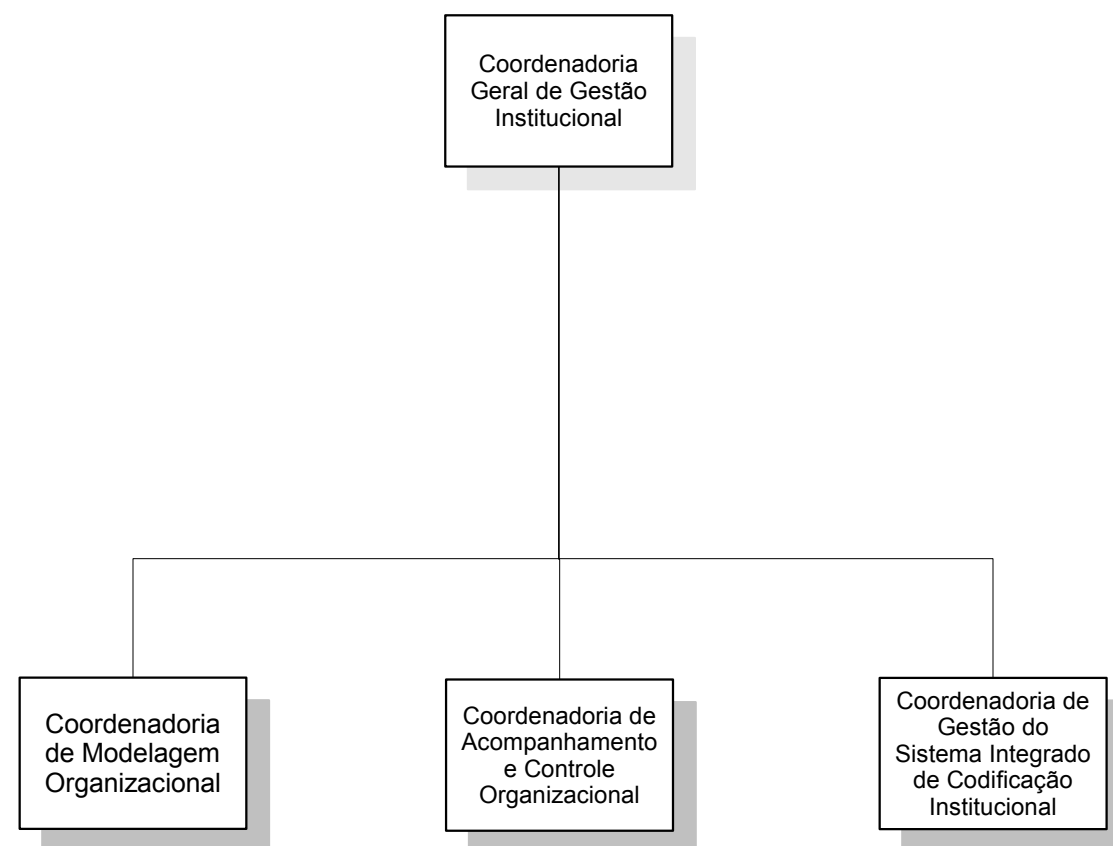 Coordenadoria
Geral de Gestão
Institucional
Coordenadoria
de Modelagem
Organizacional
Coordenadoria de
Acompanhamento
e Controle
Organizacional
Coordenadoria de
Gestão do
Sistema Integrado
de Codificação
Institucional